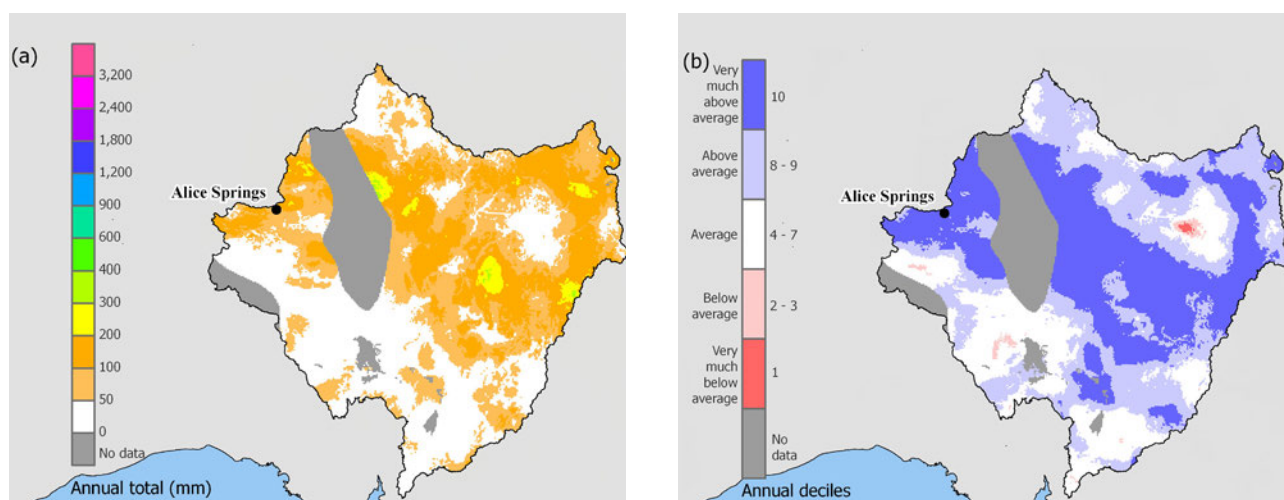 (a)
3,200
2,400
1,800
1,200
900
600
400
300
200
100
50
0
No data
Annual total (mm)
Alice Springs
(b)
Very
much
above
average
10
Above
average
8 - 9
Average
4 - 7
Below
average
2 - 3
Very
much
below
average
1
No
data
Annual deciles
Alice Springs